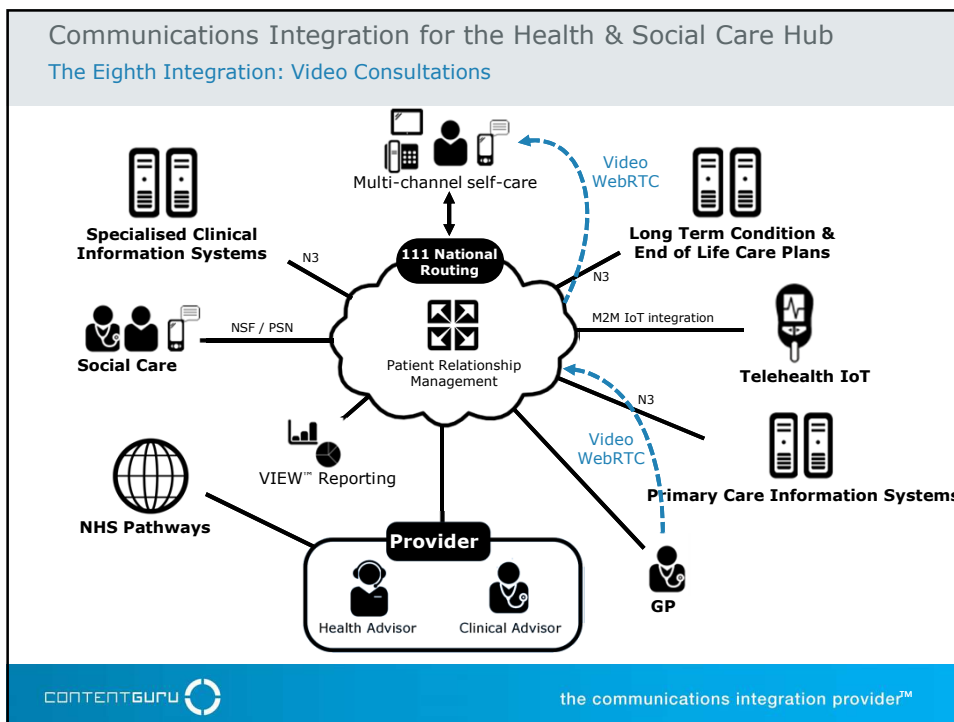 Communications Integration for the Health & Social Care Hub
The Eighth Integration: Video Consultations
Multi-channel self-care
Video
WebRTC
Specialised Clinical
Information Systems
Long Term Condition &
End of Life Care Plans
111 National
Routing
N3
N3
NSF / PSN
M2M IoT integration
Social Care
Patient Relationship
Management
Telehealth IoT
N3
Video
WebRTC
VIEW™ Reporting
Primary Care Information Systems
NHS Pathways
Provider
GP
Health Advisor
Clinical Advisor
CONTENTGURU
the communications integration provider™